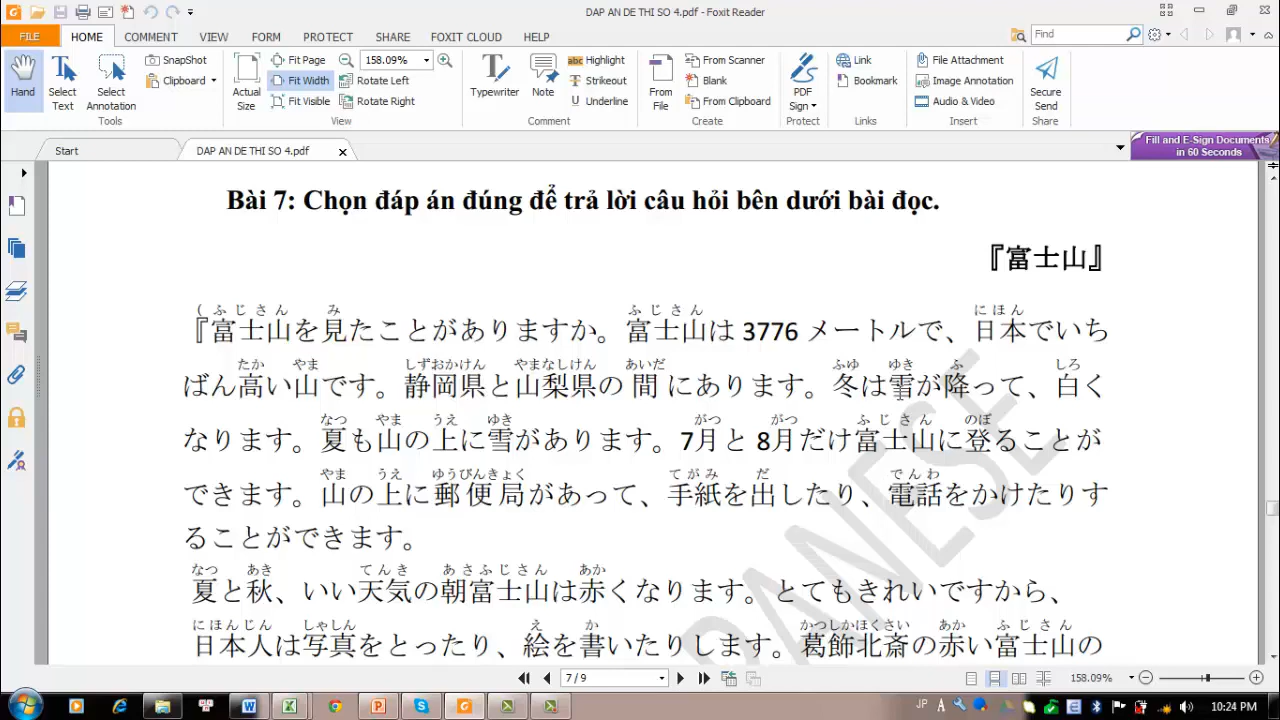 DAP AN DE THI SO 4.pdf - Foxit Reader
FILE HOME COMMENT VIEW FORM PROTECT SHARE FOXIT CLOUD HELP
Find
Hand
Select Text
Select Annotation
SnapShot
Clipboard
Tools
Actual Size
Fit Page
Fit Width
Fit Visible
158.09%
Rotate Left
Rotate Right
View
Typewriter
Note
Highlight
Strikeout
Underline
Comment
From File
From Scanner
Blank
From Clipboard
Create
PDF Sign
Protect
Link
Bookmark
Links
File Attachment
Image Annotation
Audio & Video
Insert
Secure Send
Share
Start
DAP AN DE THI SO 4.pdf
Fill and E-Sign Documents
in 60 Seconds
Bài 7: Chọn đáp án đúng để trả lời câu hỏi bên dưới bài đọc.
『富士山』
(ふじさん み ふじさん にほん
『富士山を見たことがありますか。富士山は 3776 メートルで、日本でいち
たか やま しずおかけん やまなしけん あいだ ふゆ ゆき ふ しろ
ばん高い山です。静岡県と山梨県の 間 にあります。冬は雪が降って、白く
なつ やま うえ ゆき がつ がつ ふじさん のぼ
なります。夏も山の上に雪があります。7月と 8月だけ富士山に登ることが
やま うえ ゆうびんきょく てがみ だ でんわ
できます。山の上に郵便局があって、手紙を出したり、電話をかけたりす
ることができます。
なつ あき てんき あさふじさん あか
夏と秋、いい天気の朝富士山は赤くなります。とてもきれいですから、
にほんじん しゃしん え か かつしかほくさい あか ふじさん
日本人は写真をとったり、絵を書いたりします。葛飾北斎の赤い富士山の
PANESE
7 / 9
158.09%
JP
10:24 PM